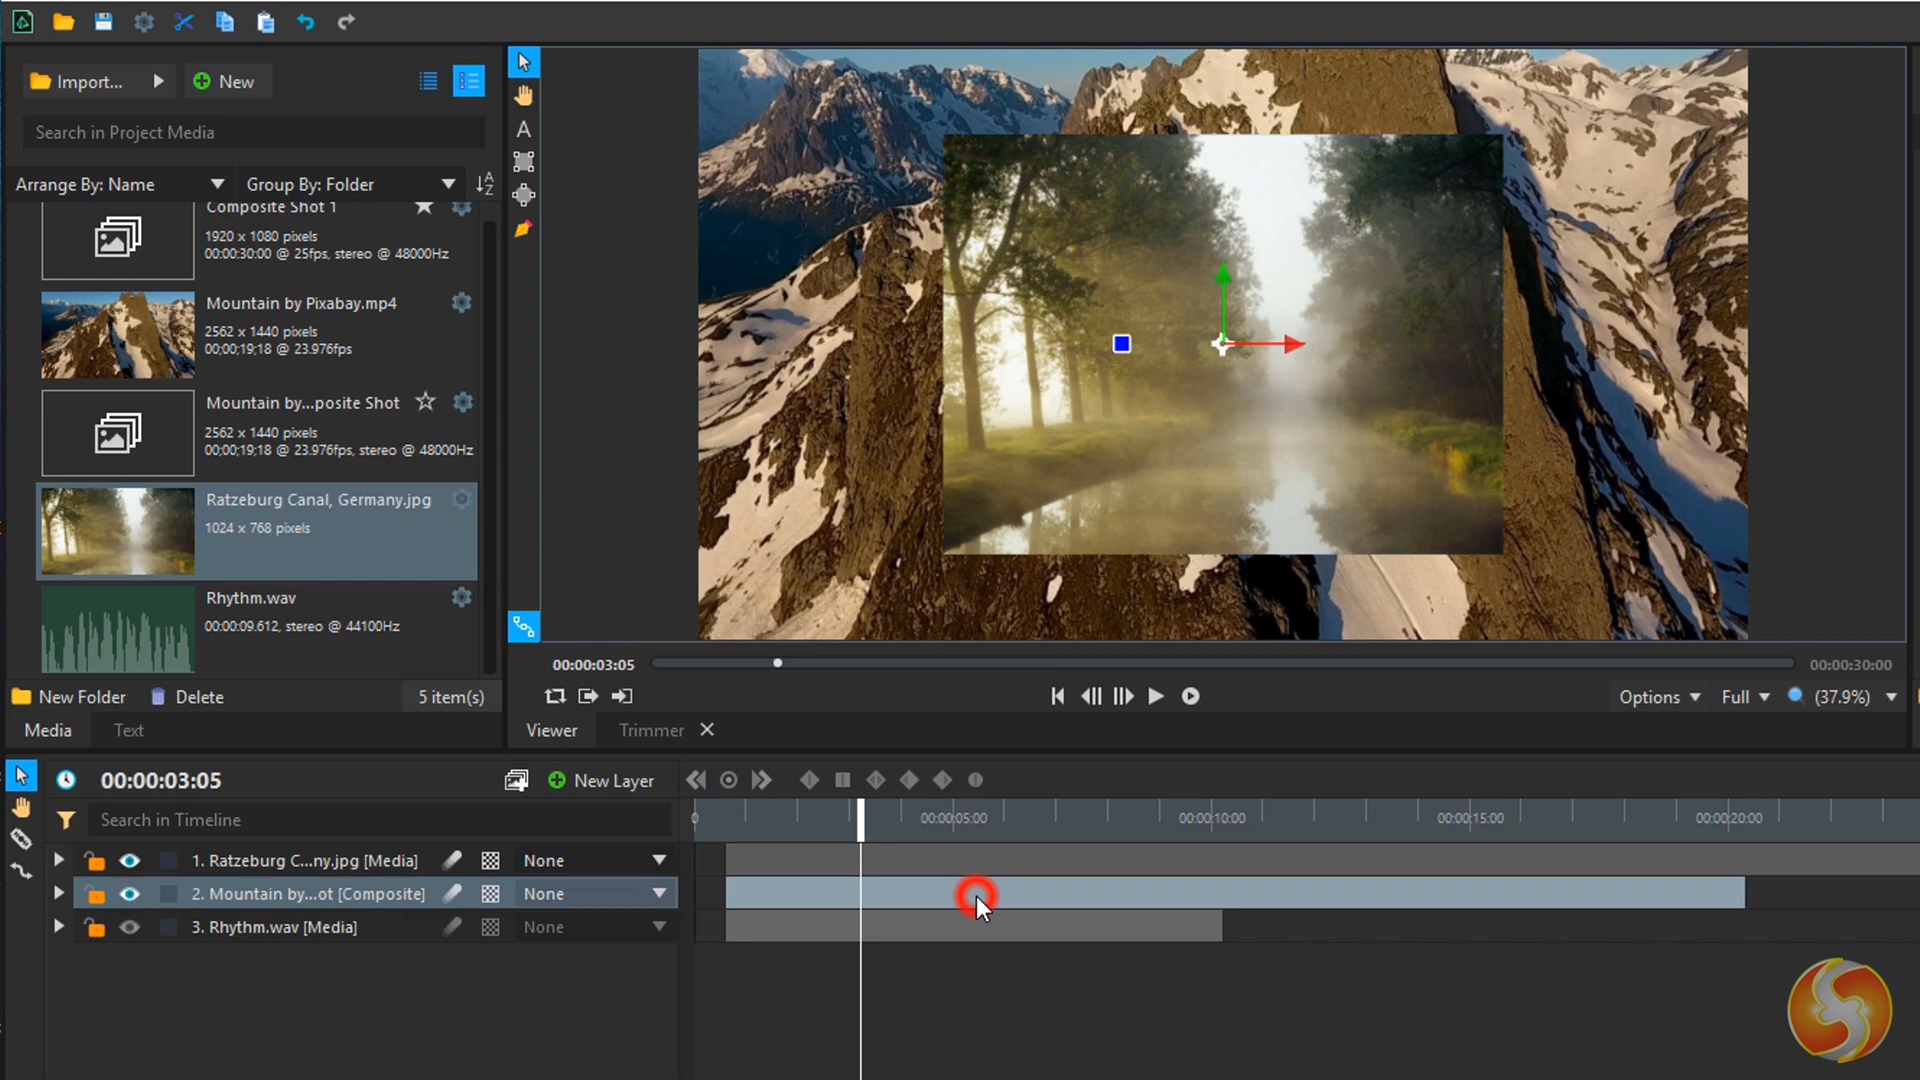 Import...
New
Search in Project Media
Arrange By: Name
Group By: Folder
A
Z
Composite Shot 1
1920 x 1080 pixels
00:00:30:00 @ 25fps, stereo @ 48000Hz
Mountain by Pixabay.mp4
2562 x 1440 pixels
00;00;19;18 @ 23.976fps
Mountain by...posite Shot
2562 x 1440 pixels
00;00;19;18 @ 23.976fps, stereo @ 48000Hz
Ratzeburg Canal, Germany.jpg
1024 x 768 pixels
Rhythm.wav
00:00:09.612, stereo @ 44100Hz
New Folder
Delete
5 item(s)
Media
Text
A
00:00:03:05
00:00:30:00
Options
Full
(37.9%)
Viewer
Trimmer
00:00:03:05
New Layer
Search in Timeline
0
00:00:05:00
00:00:10:00
00:00:15:00
00:00:20:00
1. Ratzeburg C...ny.jpg [Media]
None
2. Mountain by...ot [Composite]
None
3. Rhythm.wav [Media]
None